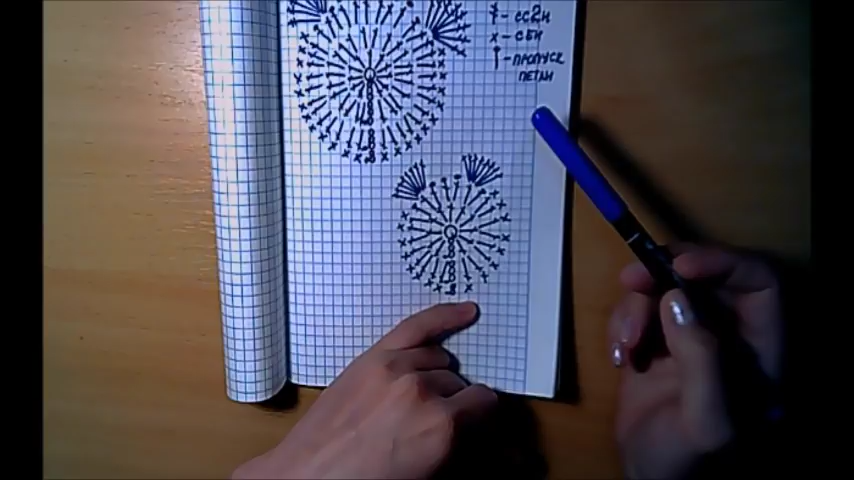 - сс2н
х - сбн
- пропуск
петли